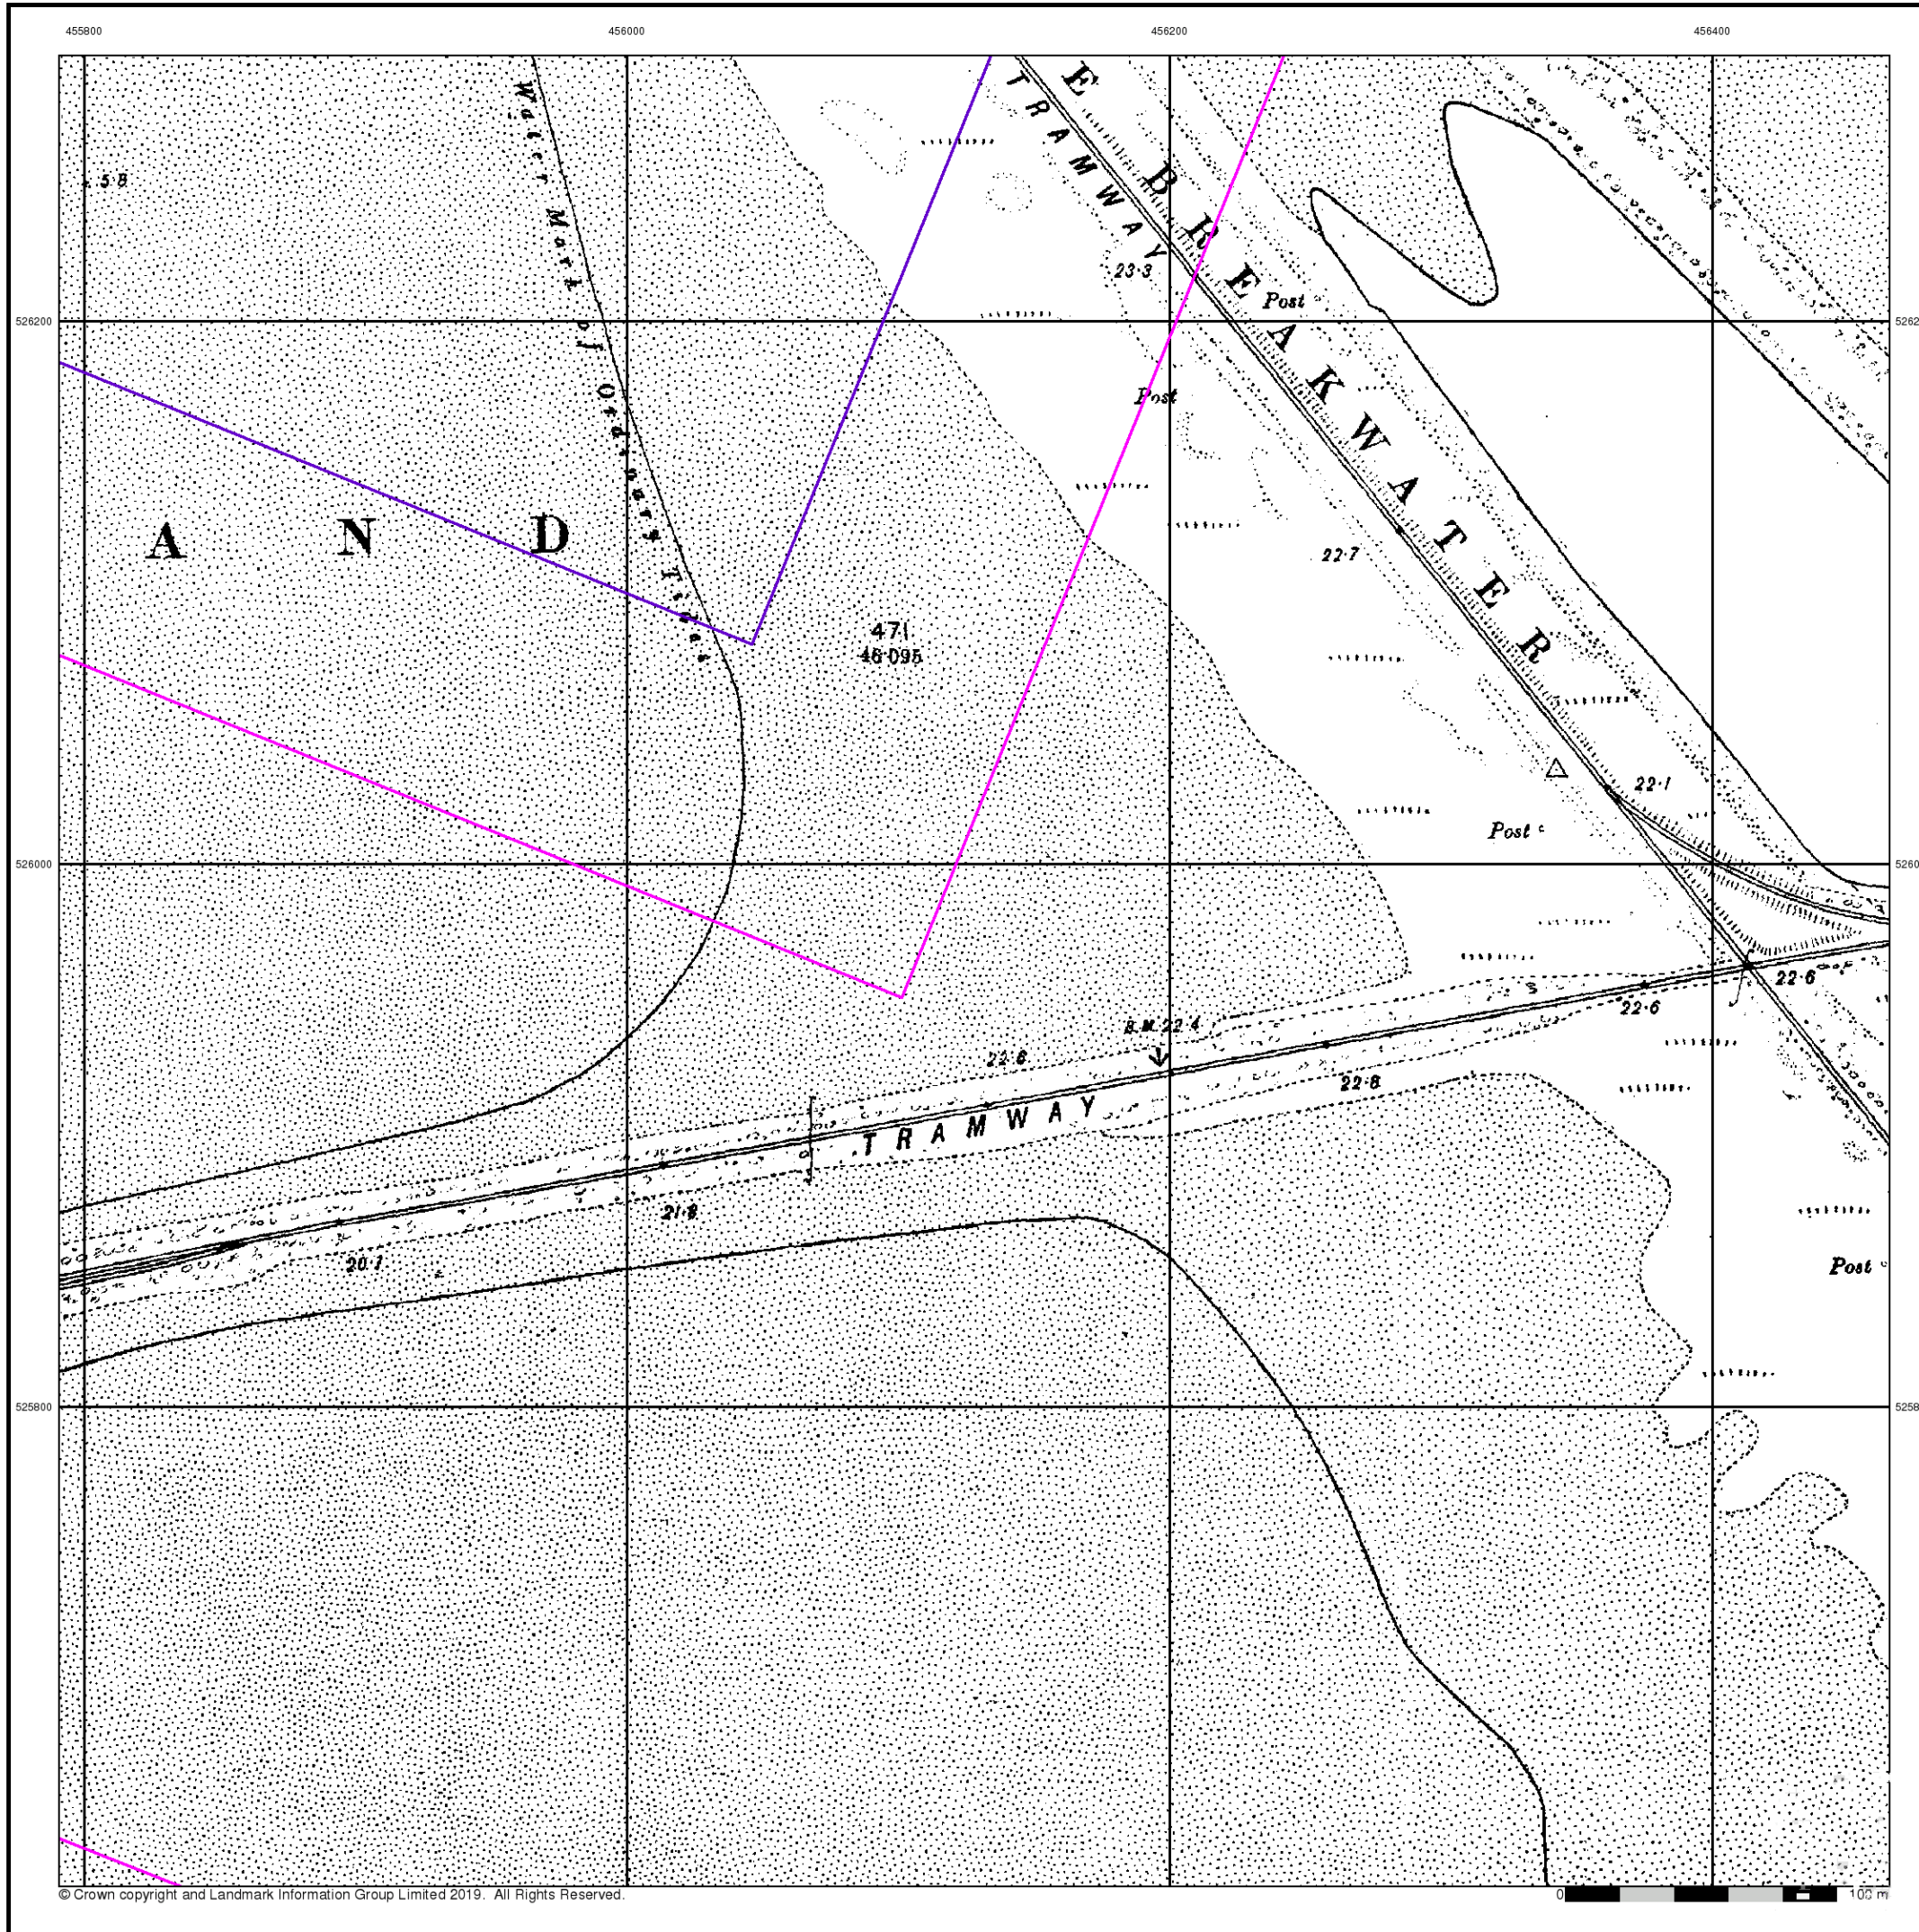 455800 456000 456200 456400
Water Mark of Ordinary Tides
TRAMWAY
E BREAKWATER
5·8
23·3
Post
526200
Post
A N D
22·7
471
46·095
22·1
Post
526000
22·6
22·6
B.M. 22·4
22·8
22·8
TRAMWAY
21·8
20·7
Post
525800
© Crown copyright and Landmark Information Group Limited 2019. All Rights Reserved.
0 100 m